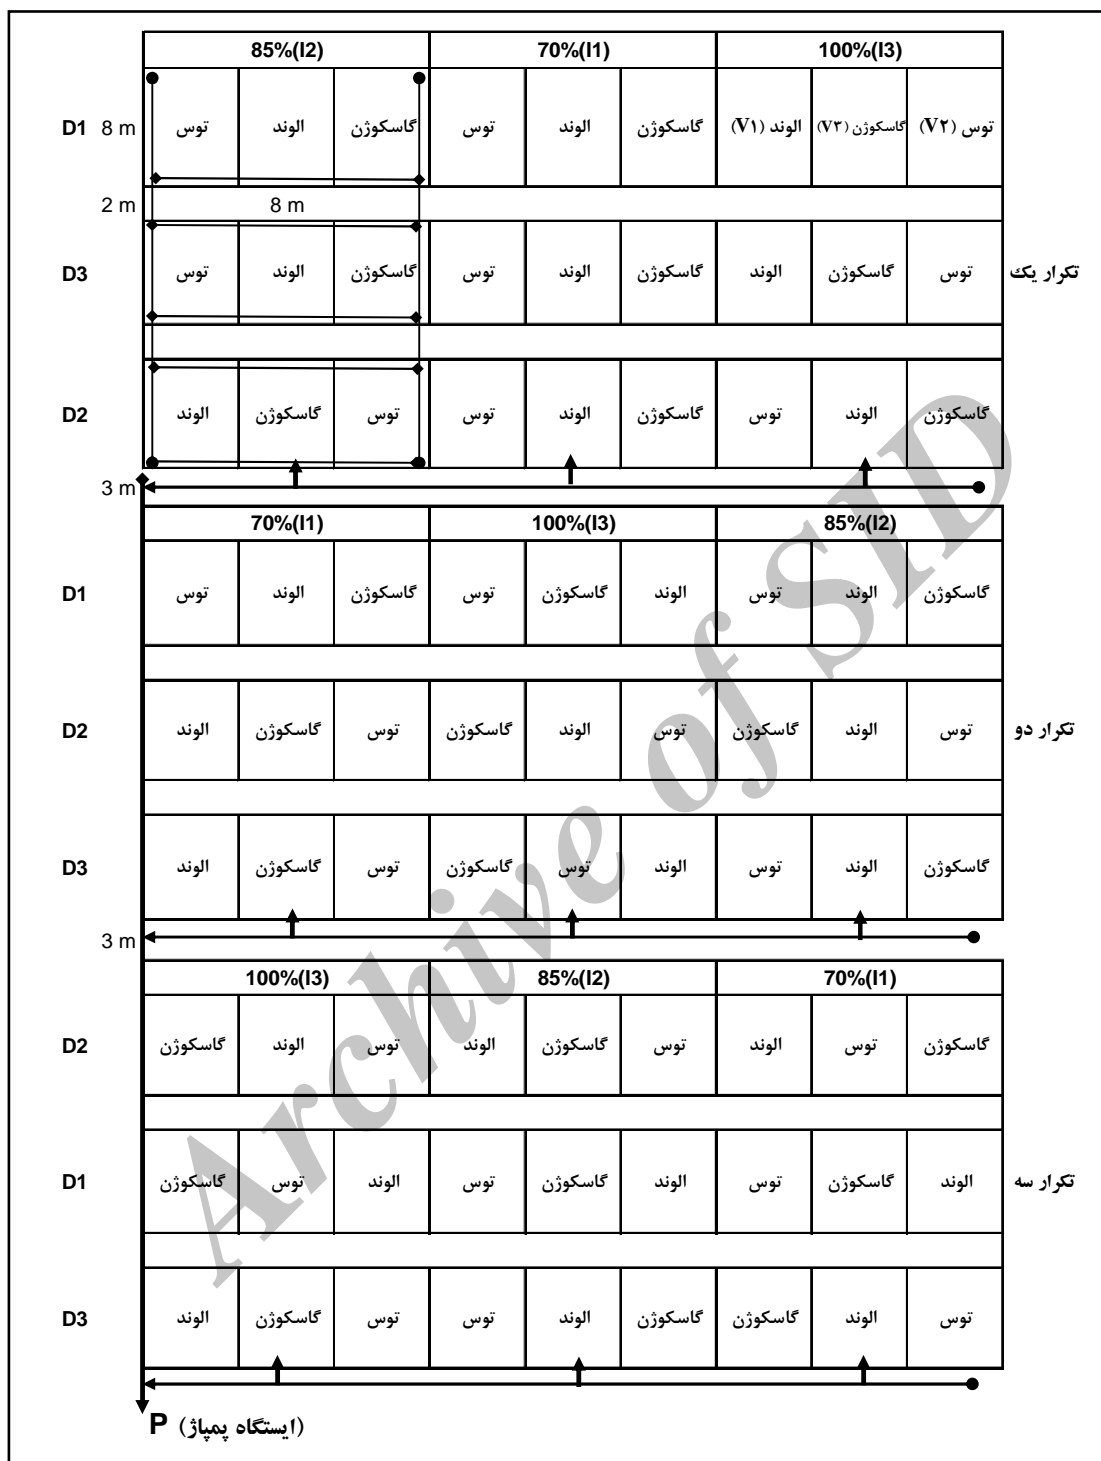 85%(I2) 70%(I1) 100%(I3)
D1 8 m توس الوند گاسکوژن توس الوند گاسکوژن الوند (V۱) گاسکوژن (V۳) توس (V۲)
2 m 8 m
D3 توس الوند گاسکوژن توس الوند گاسکوژن الوند گاسکوژن توس تکرار یک
D2 الوند گاسکوژن توس توس الوند گاسکوژن توس الوند گاسکوژن
3 m
70%(I1) 100%(I3) 85%(I2)
D1 توس الوند گاسکوژن توس گاسکوژن الوند توس الوند گاسکوژن
D2 الوند گاسکوژن توس گاسکوژن الوند توس گاسکوژن الوند توس تکرار دو
D3 الوند گاسکوژن توس گاسکوژن توس الوند توس الوند گاسکوژن
3 m
100%(I3) 85%(I2) 70%(I1)
D2 گاسکوژن الوند توس الوند گاسکوژن توس الوند توس گاسکوژن
D1 گاسکوژن توس الوند توس گاسکوژن الوند توس گاسکوژن الوند تکرار سه
D3 الوند گاسکوژن توس توس الوند گاسکوژن گاسکوژن الوند توس
P (ایستگاه پمپاژ)
Archive of SID